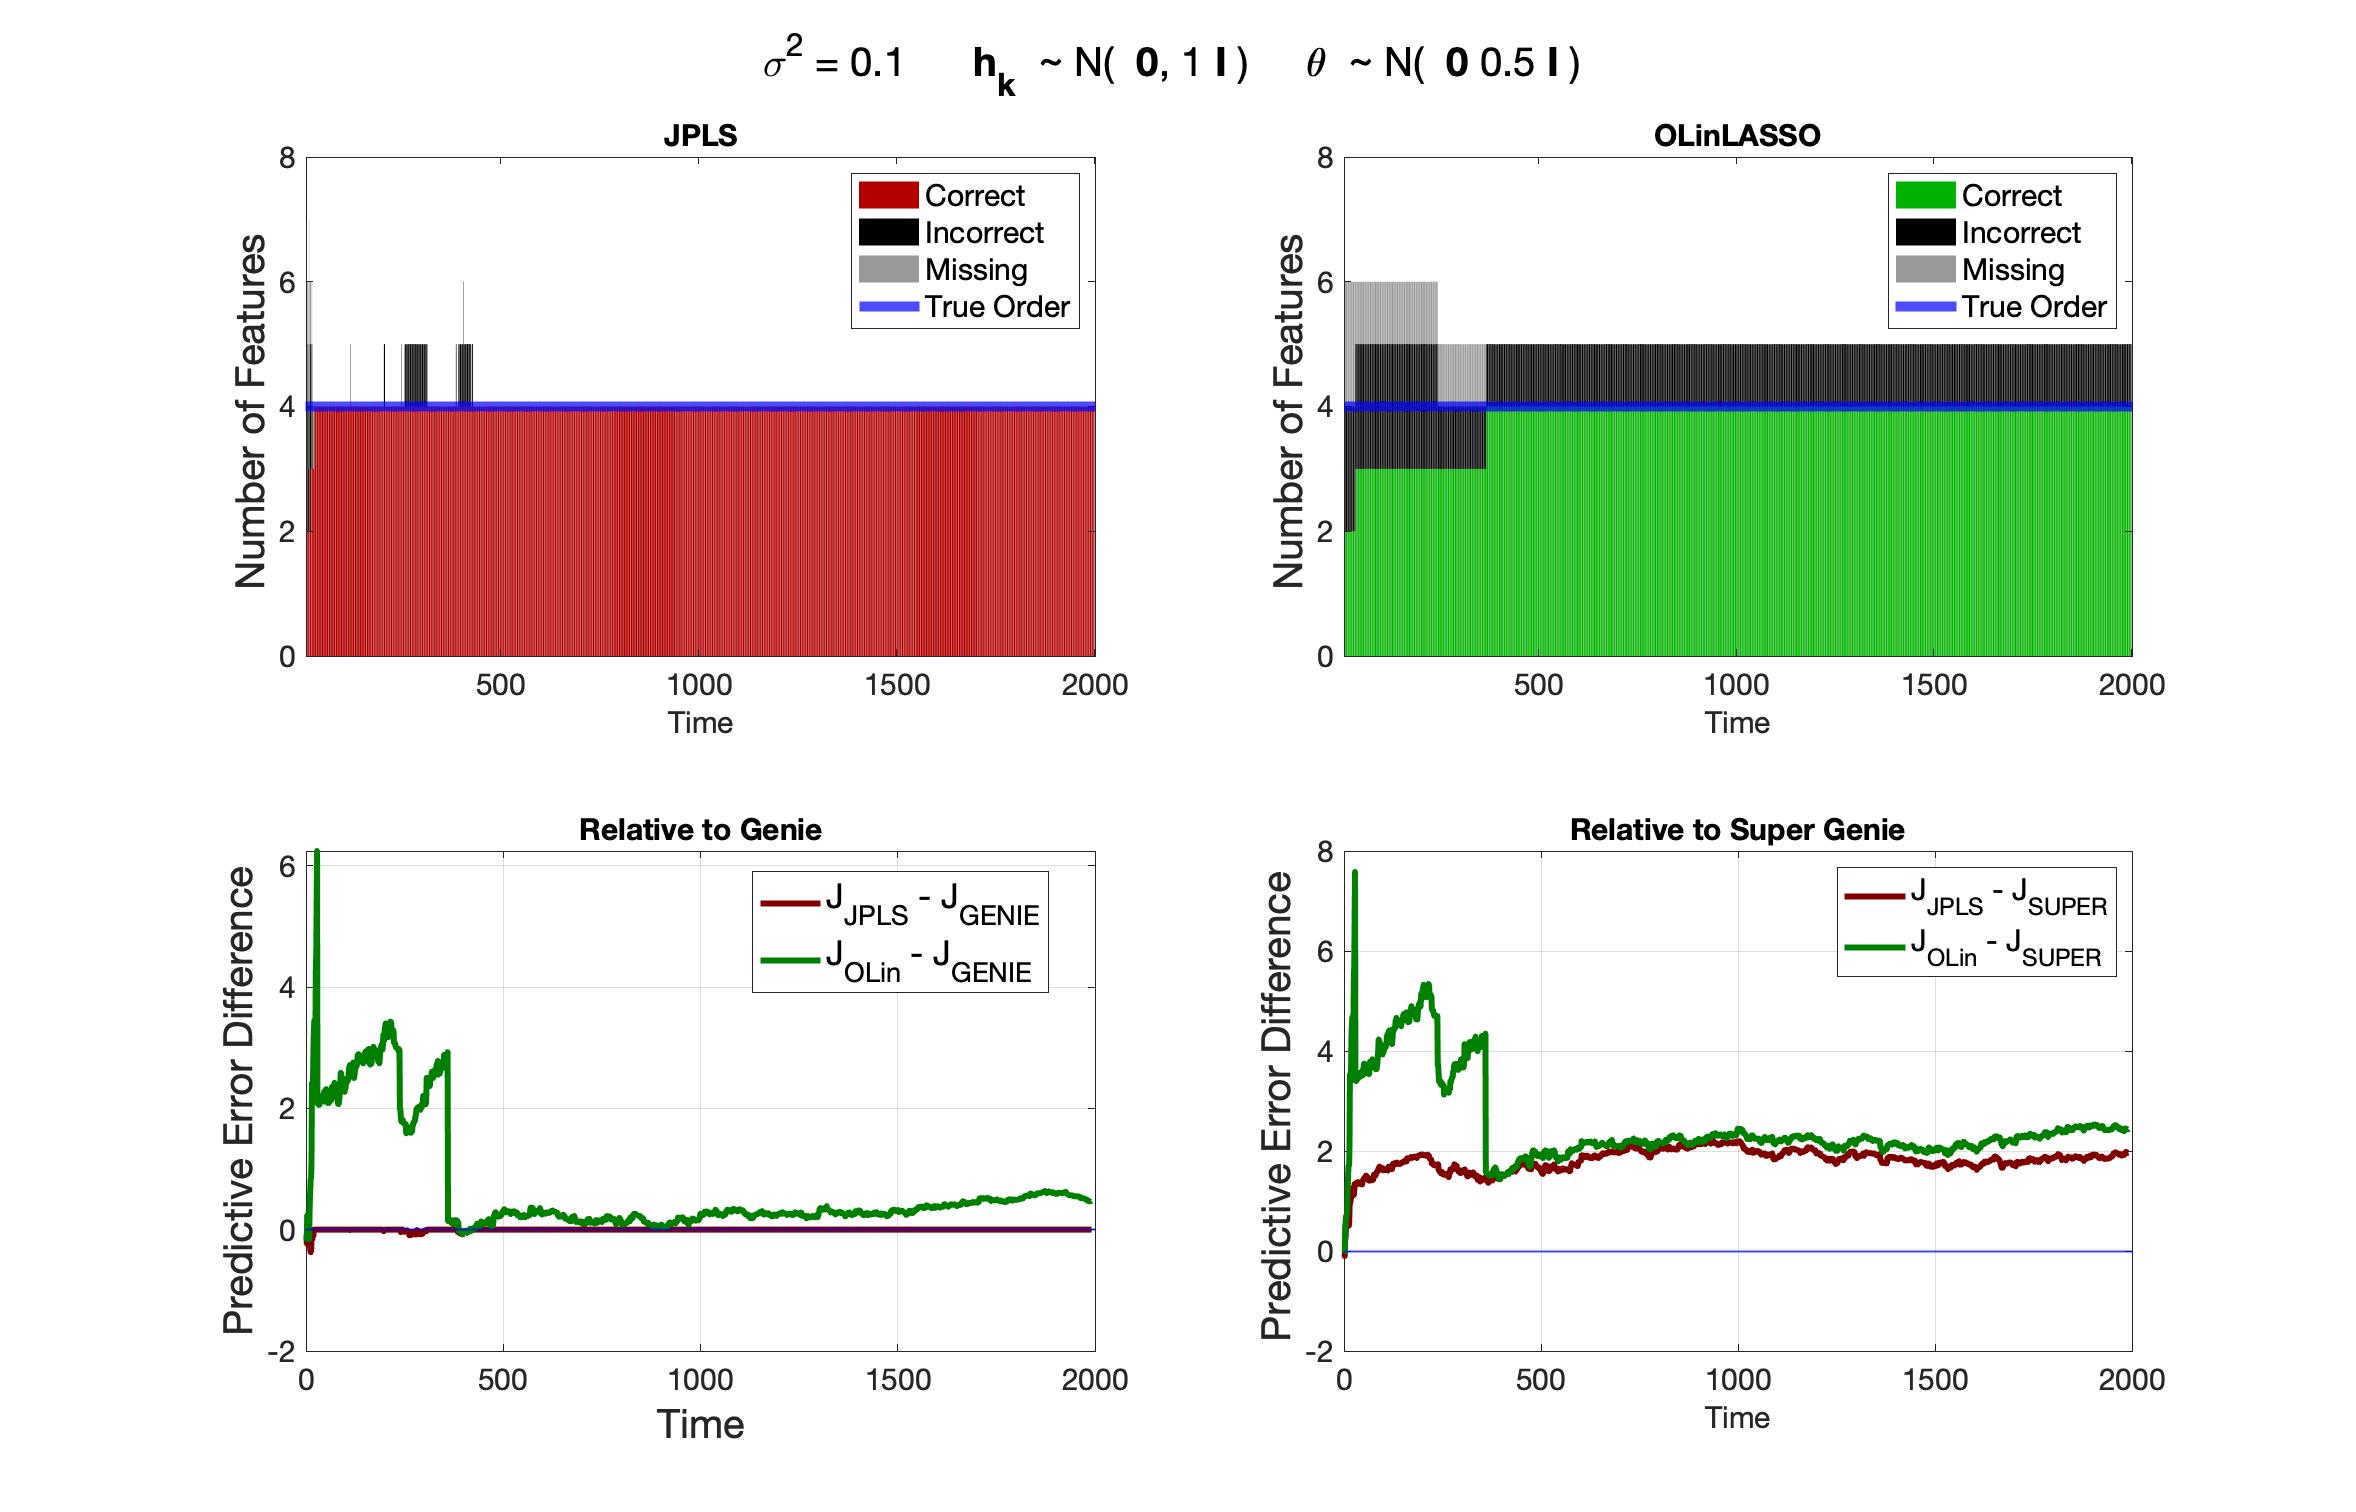 σ² = 0.1 h_k ~ N( 0, 1 I ) θ ~ N( 0 0.5 I )
JPLS
8
6
4
2
0
Number of Features
Correct
Incorrect
Missing
True Order
500 1000 1500 2000
Time
OLinLASSO
8
6
4
2
0
Number of Features
Correct
Incorrect
Missing
True Order
500 1000 1500 2000
Time
Relative to Genie
6
4
2
0
-2
Predictive Error Difference
J_JPLS - J_GENIE
J_OLin - J_GENIE
0 500 1000 1500 2000
Time
Relative to Super Genie
8
6
4
2
0
-2
Predictive Error Difference
J_JPLS - J_SUPER
J_OLin - J_SUPER
0 500 1000 1500 2000
Time